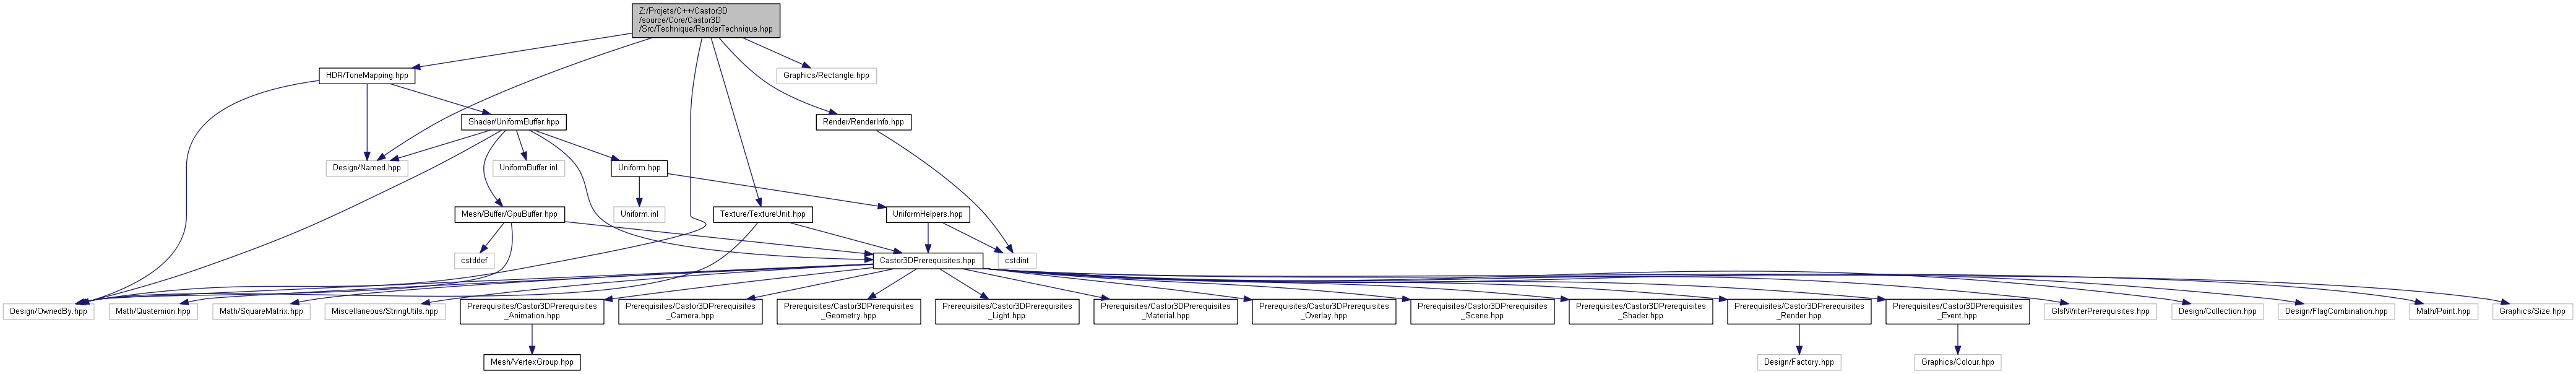 Z:/Projets/C++/Castor3D
/source/Core/Castor3D
/Src/Technique/RenderTechnique.hpp
HDR/ToneMapping.hpp
Graphics/Rectangle.hpp
Shader/UniformBuffer.hpp
Render/RenderInfo.hpp
Design/Named.hpp
UniformBuffer.inl
Uniform.hpp
Mesh/Buffer/GpuBuffer.hpp
Uniform.inl
Texture/TextureUnit.hpp
UniformHelpers.hpp
cstddef
Castor3DPrerequisites.hpp
cstdint
Design/OwnedBy.hpp
Math/Quaternion.hpp
Math/SquareMatrix.hpp
Miscellaneous/StringUtils.hpp
Prerequisites/Castor3DPrerequisites
_Animation.hpp
Prerequisites/Castor3DPrerequisites
_Camera.hpp
Prerequisites/Castor3DPrerequisites
_Geometry.hpp
Prerequisites/Castor3DPrerequisites
_Light.hpp
Prerequisites/Castor3DPrerequisites
_Material.hpp
Prerequisites/Castor3DPrerequisites
_Overlay.hpp
Prerequisites/Castor3DPrerequisites
_Scene.hpp
Prerequisites/Castor3DPrerequisites
_Shader.hpp
Prerequisites/Castor3DPrerequisites
_Render.hpp
Prerequisites/Castor3DPrerequisites
_Event.hpp
GlslWriterPrerequisites.hpp
Design/Collection.hpp
Design/FlagCombination.hpp
Math/Point.hpp
Graphics/Size.hpp
Mesh/VertexGroup.hpp
Design/Factory.hpp
Graphics/Colour.hpp